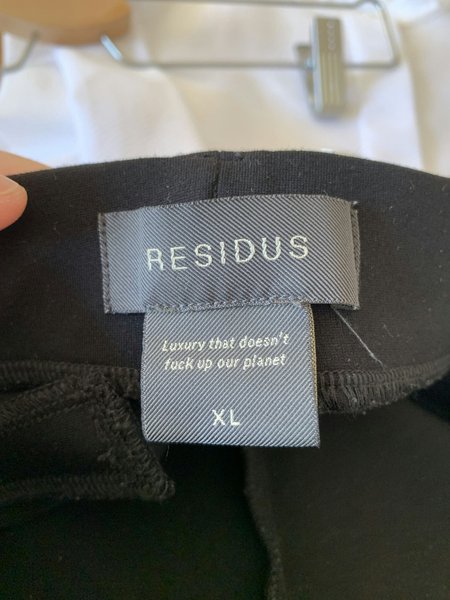 RESIDUS
Luxury that doesn't
fuck up our planet
XL